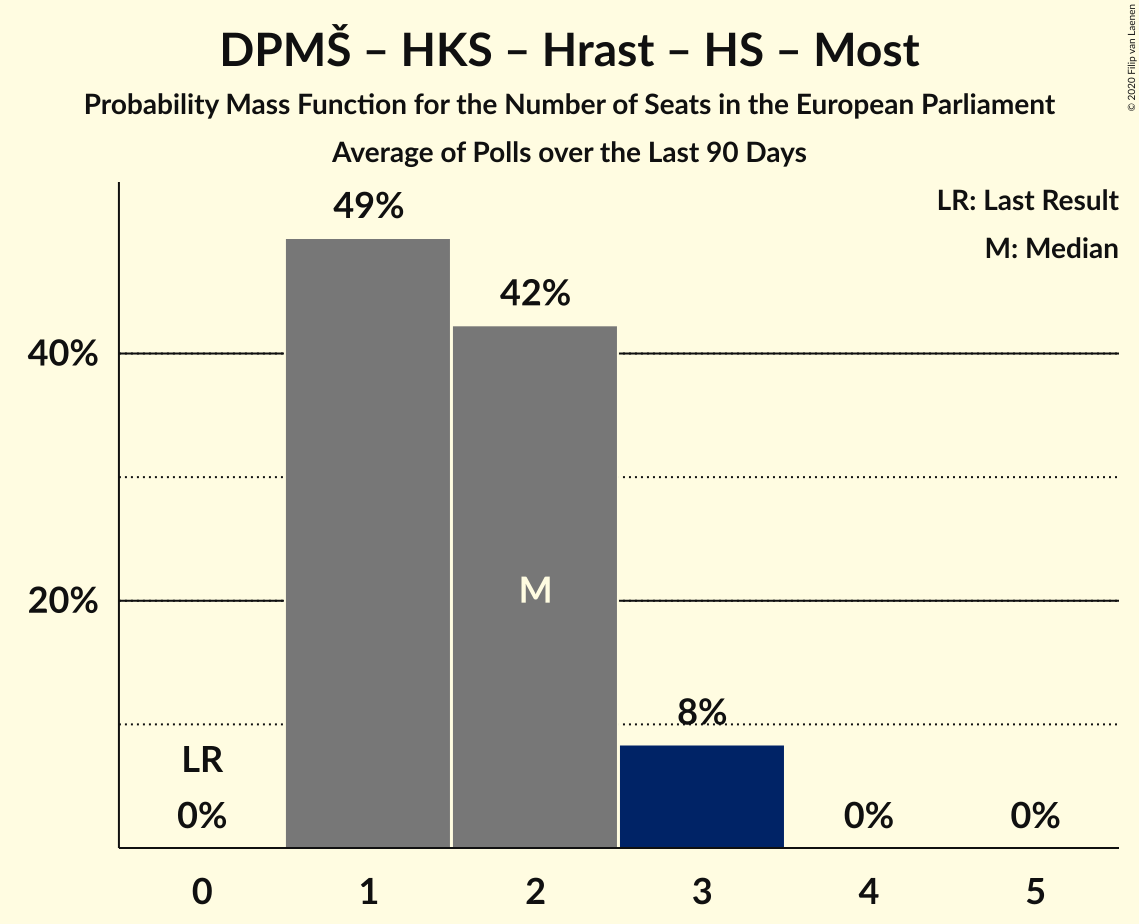 DPMŠ – HKS – Hrast – HS – Most
Probability Mass Function for the Number of Seats in the European Parliament
Average of Polls over the Last 90 Days
© 2020 Filip van Laenen
LR: Last Result
M: Median
49%
42%
40%
M
20%
8%
LR
0%
0%
0%
0
1
2
3
4
5